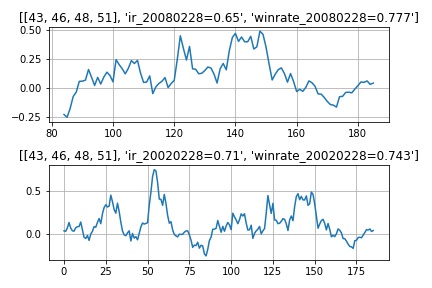 [[43, 46, 48, 51], 'ir_20080228=0.65', 'winrate_20080228=0.777']
0.50
0.25
0.00
−0.25
80 100 120 140 160 180
[[43, 46, 48, 51], 'ir_20020228=0.71', 'winrate_20020228=0.743']
0.5
0.0
0 25 50 75 100 125 150 175